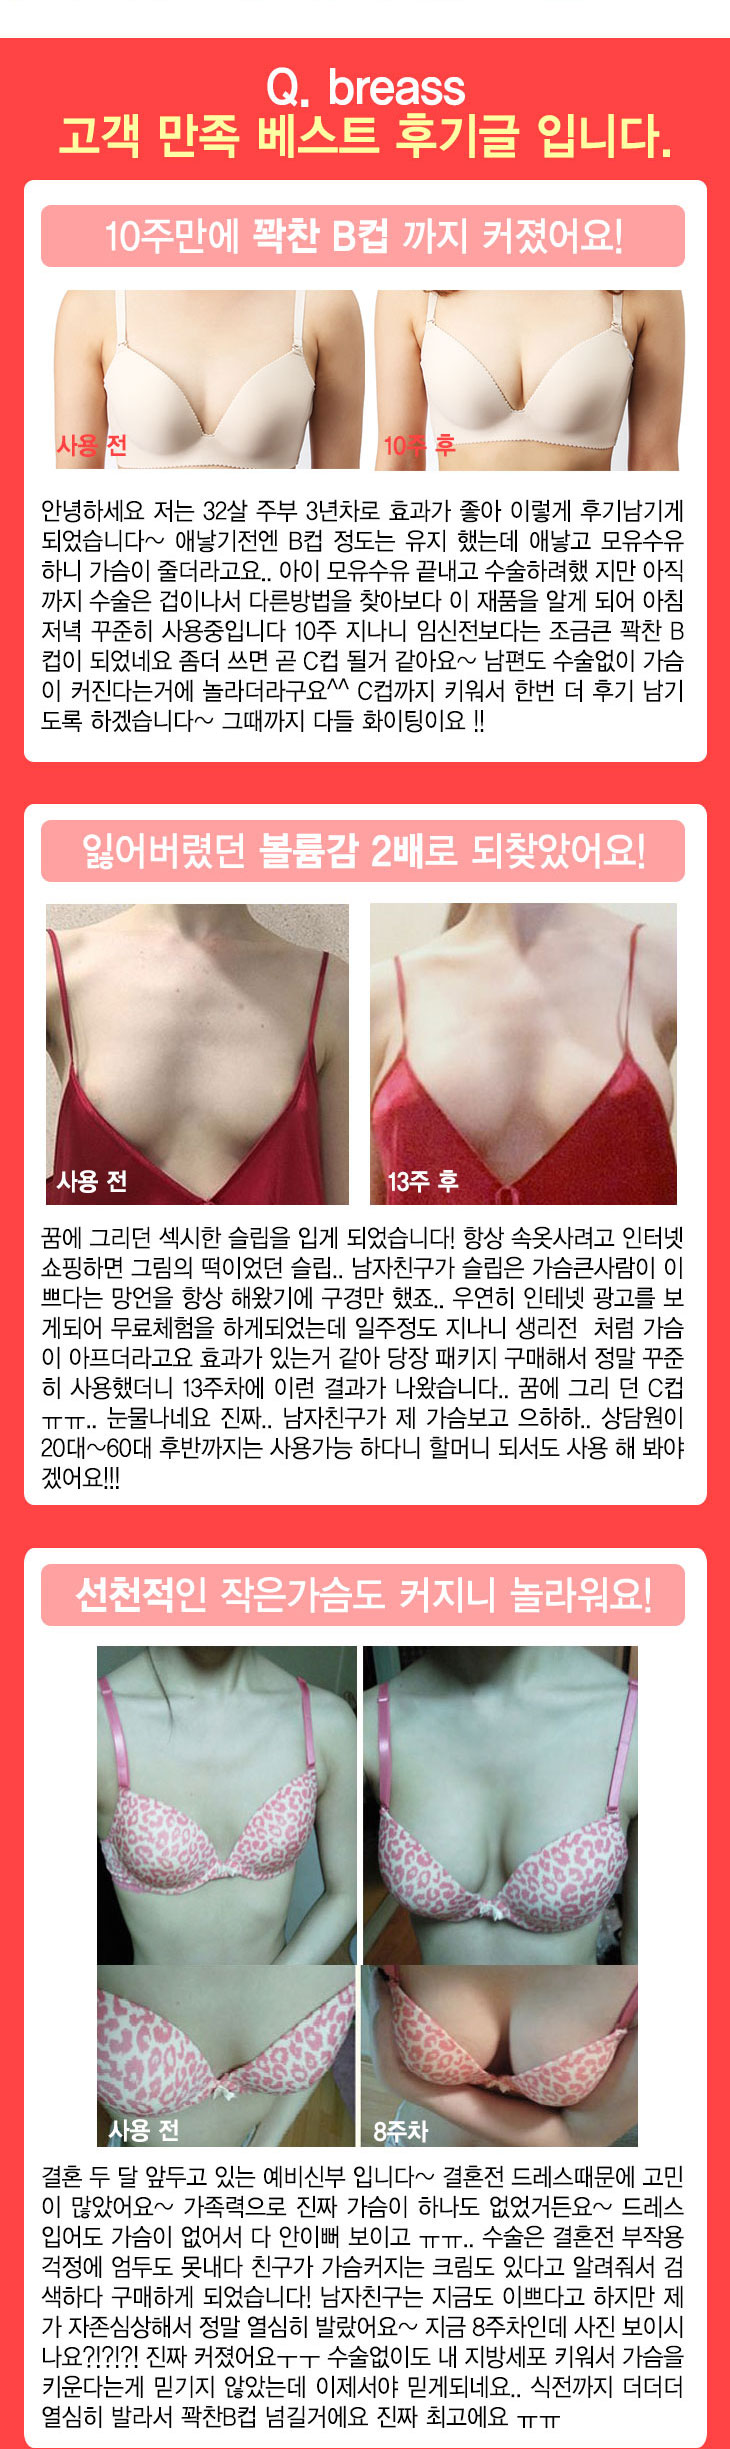 Q. breass
고객 만족 베스트 후기글 입니다.
10주만에 꽉찬 B컵 까지 커졌어요!
사용 전
10주 후
안녕하세요 저는 32살 주부 3년차로 효과가 좋아 이렇게 후기남기게
되었습니다~ 애낳기전엔 B컵 정도는 유지 했는데 애낳고 모유수유
하니 가슴이 줄더라고요.. 아이 모유수유 끝내고 수술하려했 지만 아직
까지 수술은 겁이나서 다른방법을 찾아보다 이 재품을 알게 되어 아침
저녁 꾸준히 사용중입니다 10주 지나니 임신전보다는 조금큰 꽉찬 B
컵이 되었네요 좀더 쓰면 곧 C컵 될거 같아요~ 남편도 수술없이 가슴
이 커진다는거에 놀라더라구요^^ C컵까지 키워서 한번 더 후기 남기
도록 하겠습니다~ 그때까지 다들 화이팅이요 !!
잃어버렸던 볼륨감 2배로 되찾았어요!
사용 전
13주 후
꿈에 그리던 섹시한 슬립을 입게 되었습니다! 항상 속옷사려고 인터넷
쇼핑하면 그림의 떡이었던 슬립.. 남자친구가 슬립은 가슴큰사람이 이
쁘다는 망언을 항상 해왔기에 구경만 했죠.. 우연히 인테넷 광고를 보
게되어 무료체험을 하게되었는데 일주정도 지나니 생리전 처럼 가슴
이 아프더라고요 효과가 있는거 같아 당장 패키지 구매해서 정말 꾸준
히 사용했더니 13주차에 이런 결과가 나왔습니다.. 꿈에 그리 던 C컵
ㅠㅠ.. 눈물나네요 진짜.. 남자친구가 제 가슴보고 으하하.. 상담원이
20대~60대 후반까지는 사용가능 하다니 할머니 되서도 사용 해 봐야
겠어요!!!
선천적인 작은가슴도 커지니 놀라워요!
사용 전
8주차
결혼 두 달 앞두고 있는 예비신부 입니다~ 결혼전 드레스때문에 고민
이 많았어요~ 가족력으로 진짜 가슴이 하나도 없었거든요~ 드레스
입어도 가슴이 없어서 다 안이뻐 보이고 ㅠㅠ.. 수술은 결혼전 부작용
걱정에 엄두도 못내다 친구가 가슴커지는 크림도 있다고 알려줘서 검
색하다 구매하게 되었습니다! 남자친구는 지금도 이쁘다고 하지만 제
가 자존심상해서 정말 열심히 발랐어요~ 지금 8주차인데 사진 보이시
나요?!?!?! 진짜 커졌어요ㅜㅜ 수술없이도 내 지방세포 키워서 가슴을
키운다는게 믿기지 않았는데 이제서야 믿게되네요.. 식전까지 더더더
열심히 발라서 꽉찬B컵 넘길거에요 진짜 최고에요 ㅠㅠ